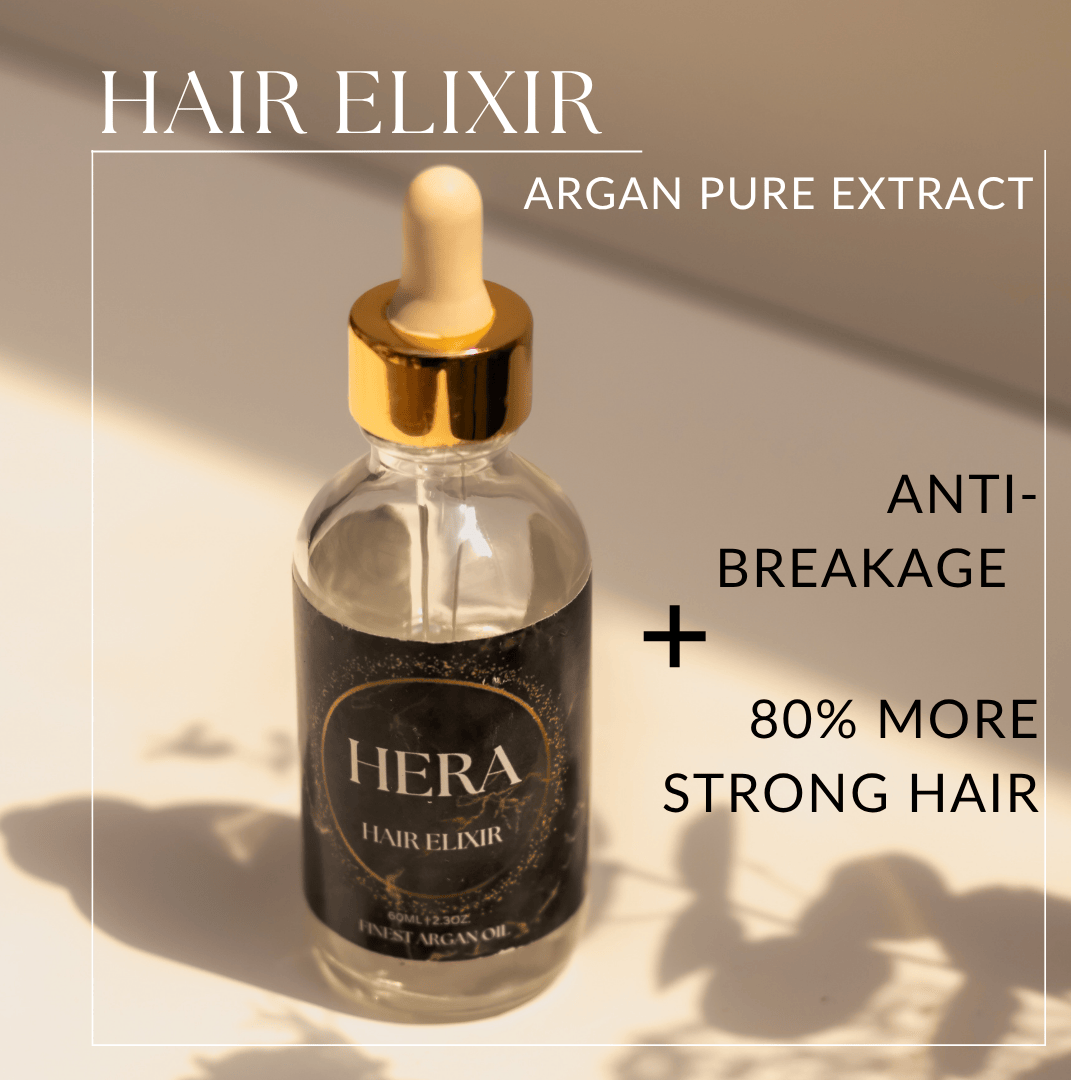 HAIR ELIXIR
ARGAN PURE EXTRACT
ANTI-
BREAKAGE
+
80% MORE
STRONG HAIR
HERA
HAIR ELIXIR
60ML † 2.3OZ
FINEST ARGAN OIL